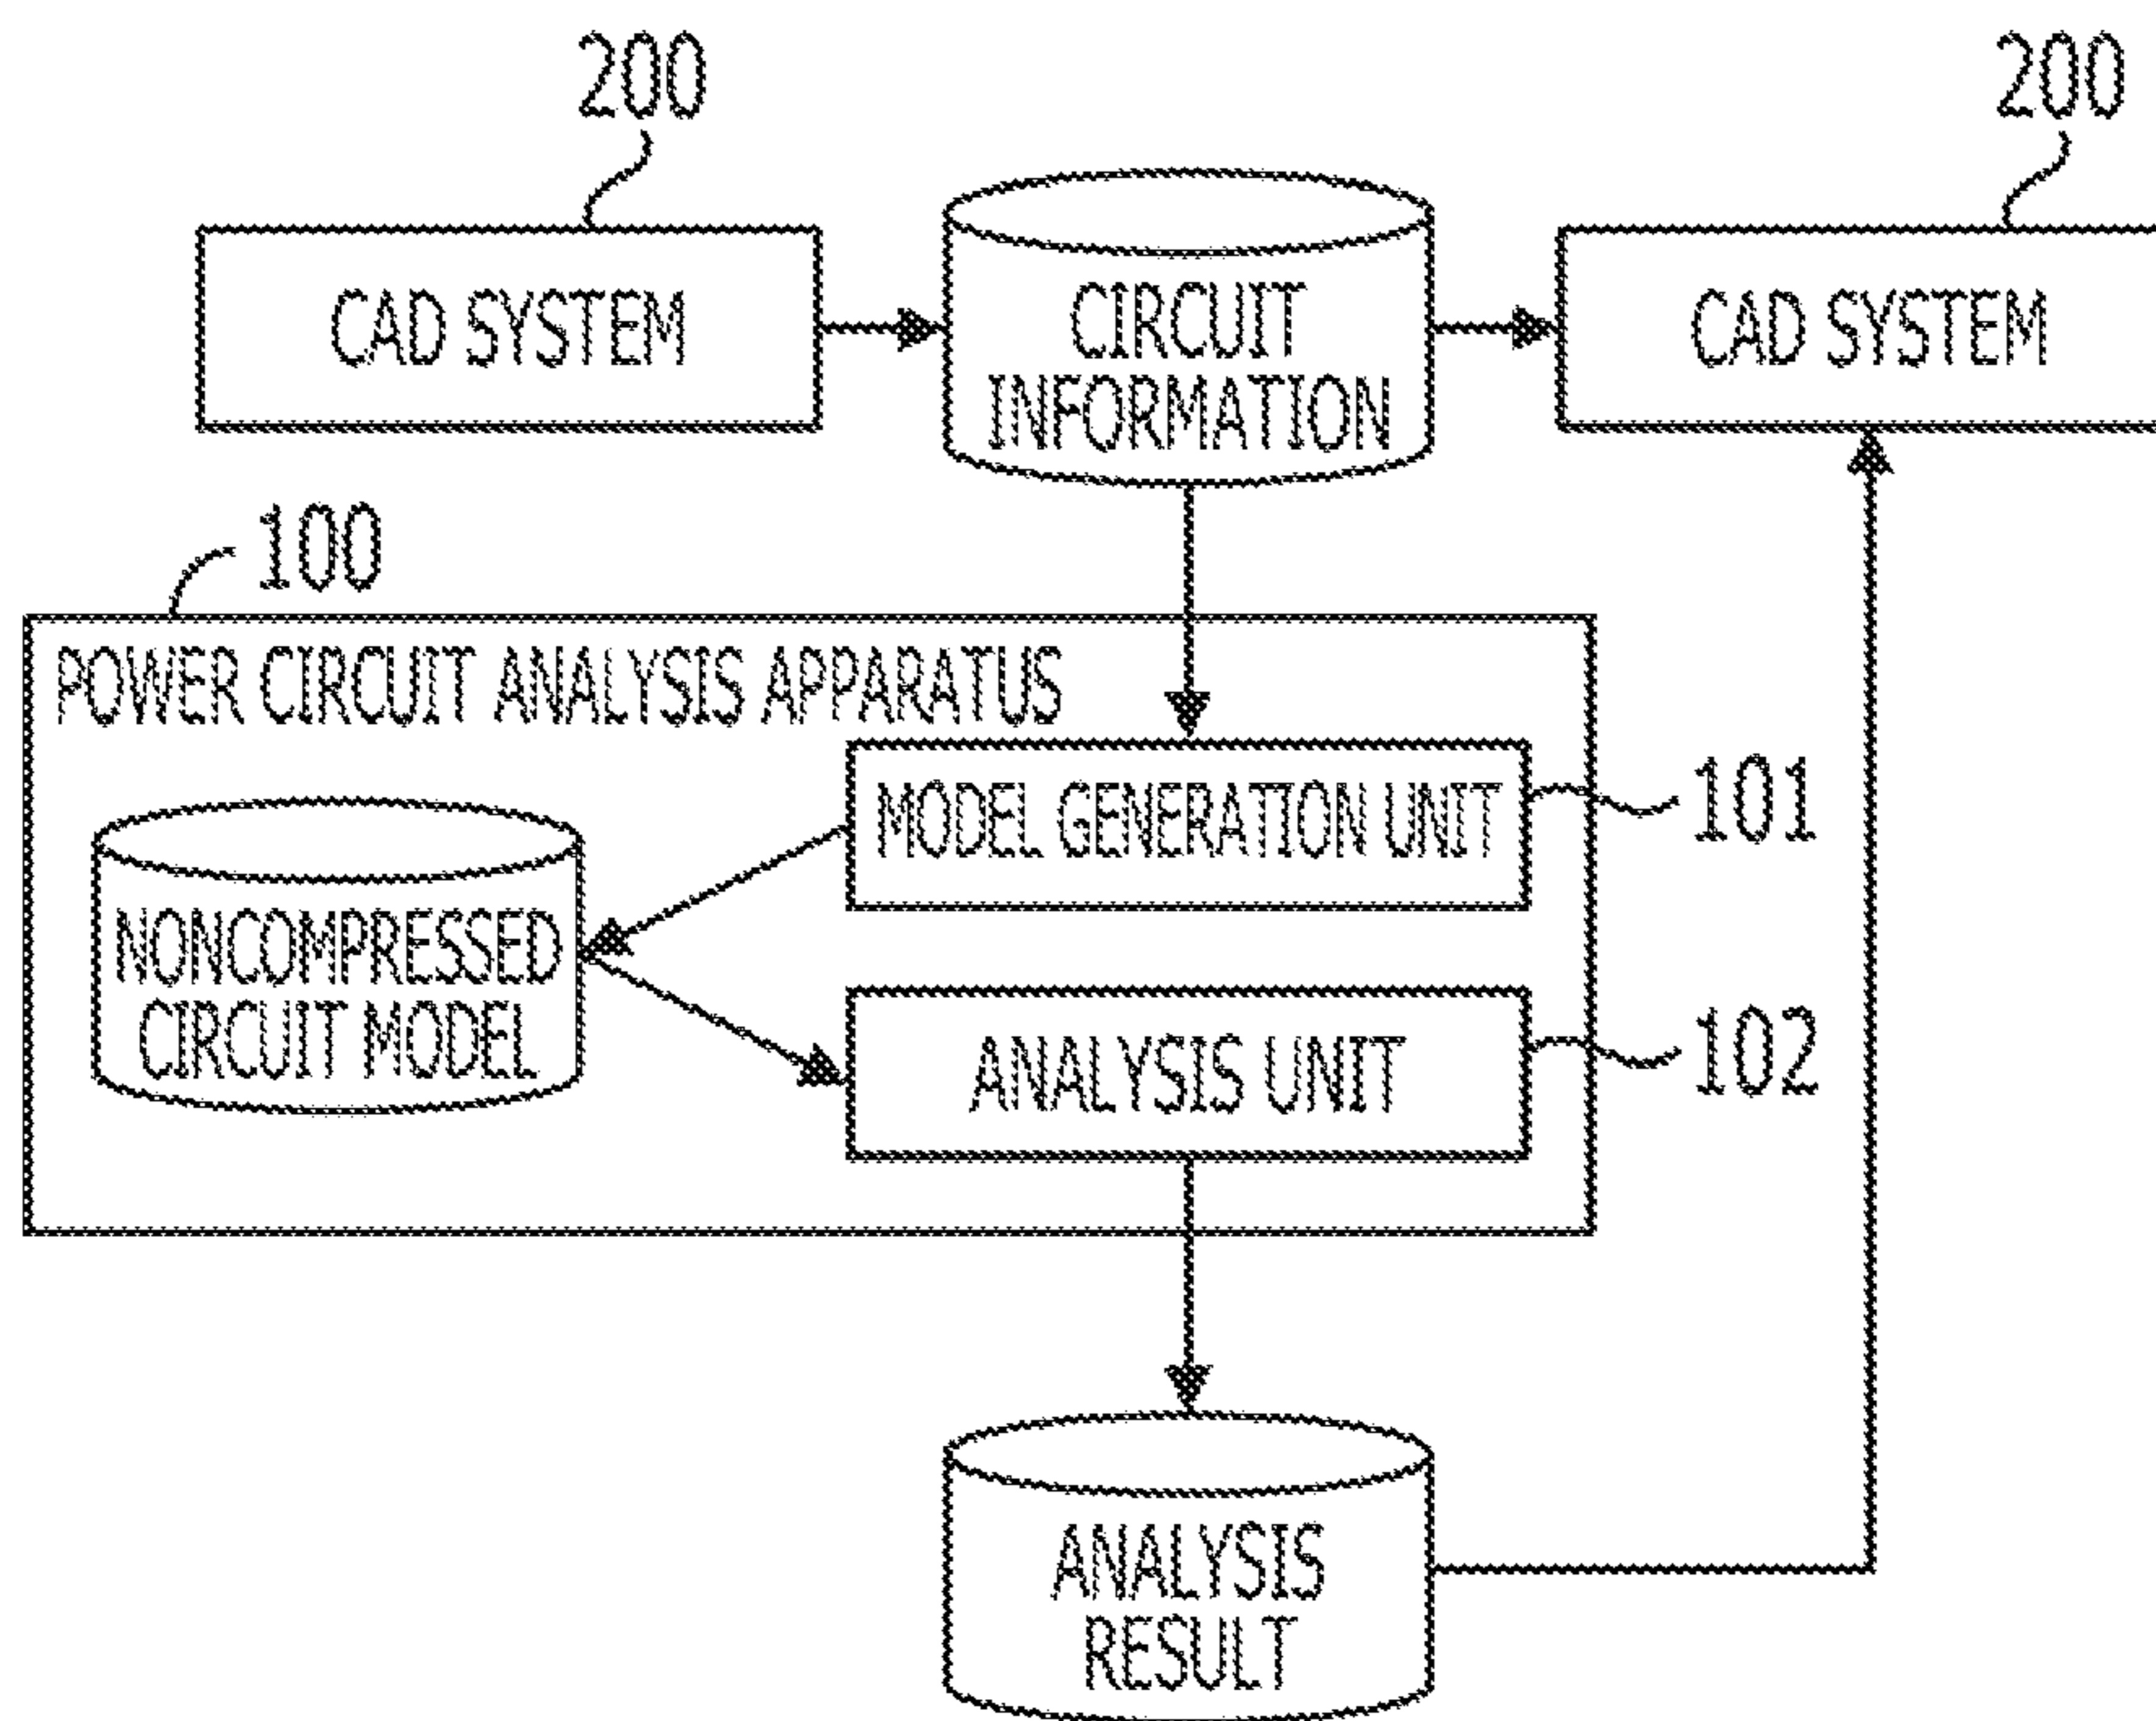 200
200
CAD SYSTEM
CIRCUIT
INFORMATION
CAD SYSTEM
100
POWER CIRCUIT ANALYSIS APPARATUS
MODEL GENERATION UNIT
101
NONCOMPRESSED
CIRCUIT MODEL
ANALYSIS UNIT
102
ANALYSIS
RESULT